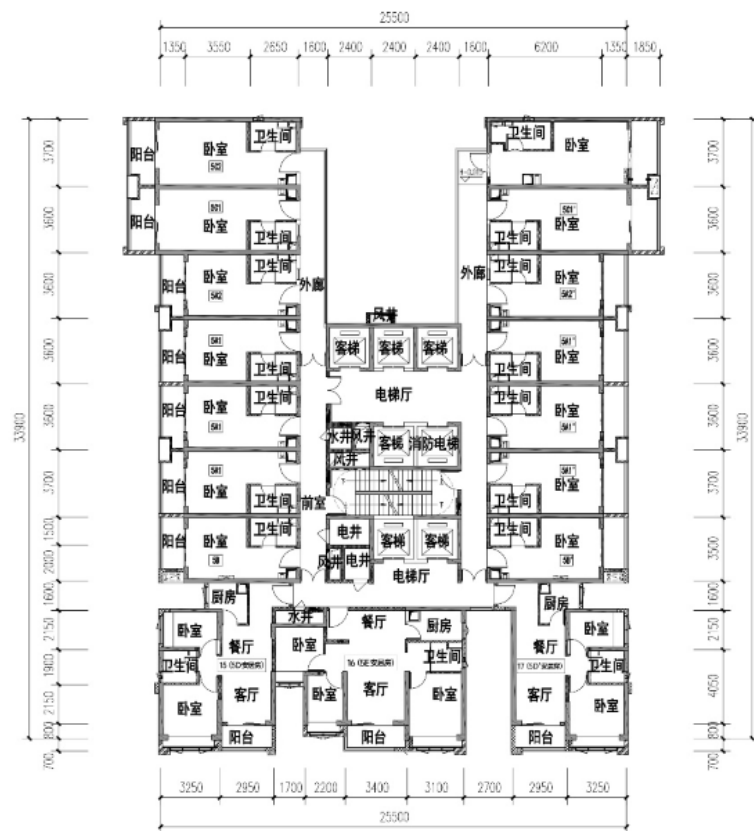 25500
1350 3550 2650 1600 2400 2400 2400 1600 6200 1350 1850
33900
3700
3600
3600
3600
3600
3700
1500
2000
1600
2150
1900
2150
800
700
33900
3700
3600
3600
3600
3600
3700
3500
1600
2150
4050
800
700
阳台 卧室 卫生间
卫生间 卧室
阳台 卧室 卫生间
卫生间 卧室
阳台 卧室 卫生间 外廊
外廊 卫生间 卧室
风井
客梯 客梯 客梯
阳台 卧室 卫生间
卫生间 卧室
电梯厅
阳台 卧室 卫生间
水井 风井 客梯 消防电梯
卫生间 卧室
风井
阳台 卧室 卫生间 前室
卫生间 卧室
阳台 卧室 卫生间
电井 客梯 客梯
卫生间 卧室
风井 电井 电梯厅
厨房
厨房
水井
卧室 餐厅
卧室 餐厅 厨房
餐厅 卧室
卫生间
卫生间
卫生间
卧室 客厅
卧室 客厅 卧室
客厅 卧室
阳台
阳台
阳台
3250 2950 1700 2200 3400 3100 2700 2950 3250
25500